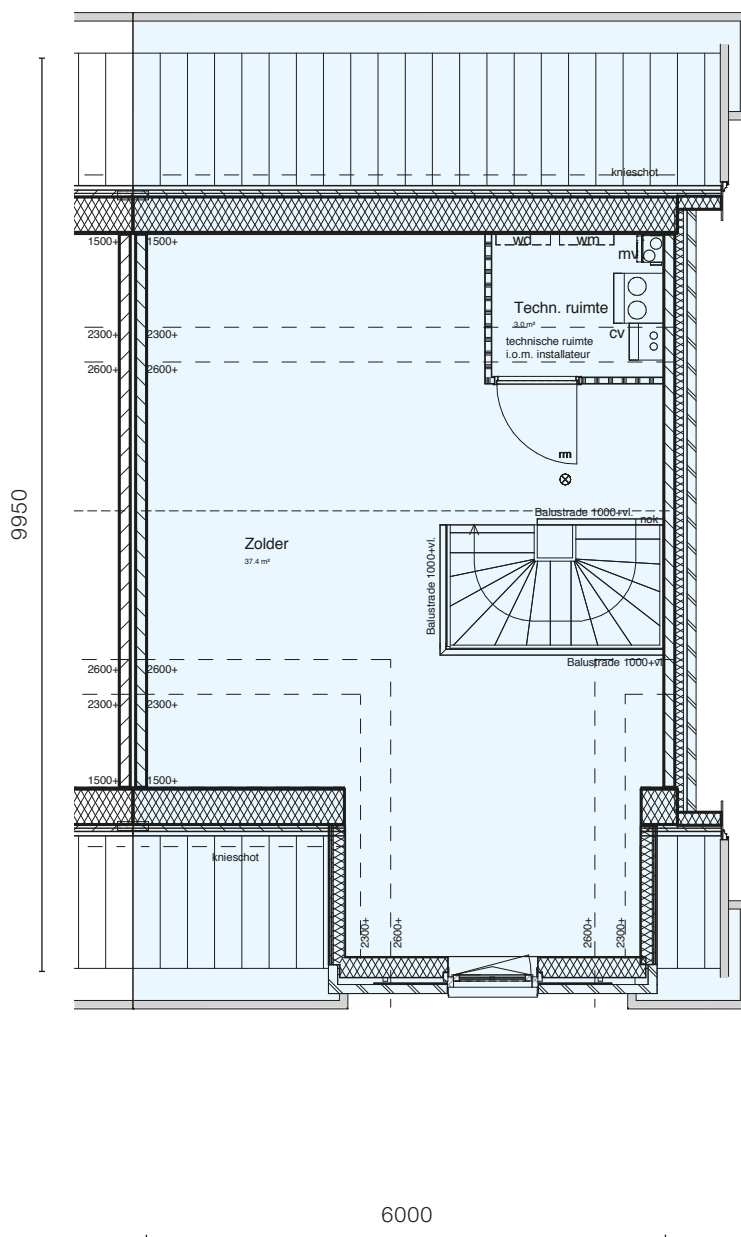 knieschot
1500+
1500+
wd
wm
mv
2300+
2300+
Techn. ruimte
3.0 m²
cv
technische ruimte
i.o.m. installateur
2600+
2600+
rm
9950
Balustrade 1000+vl.
nok
Zolder
37.4 m²
Balustrade 1000+vl.
Balustrade 1000+vl
2600+
2600+
2300+
2300+
1500+
1500+
knieschot
2300+
2600+
2600+
2300+
6000